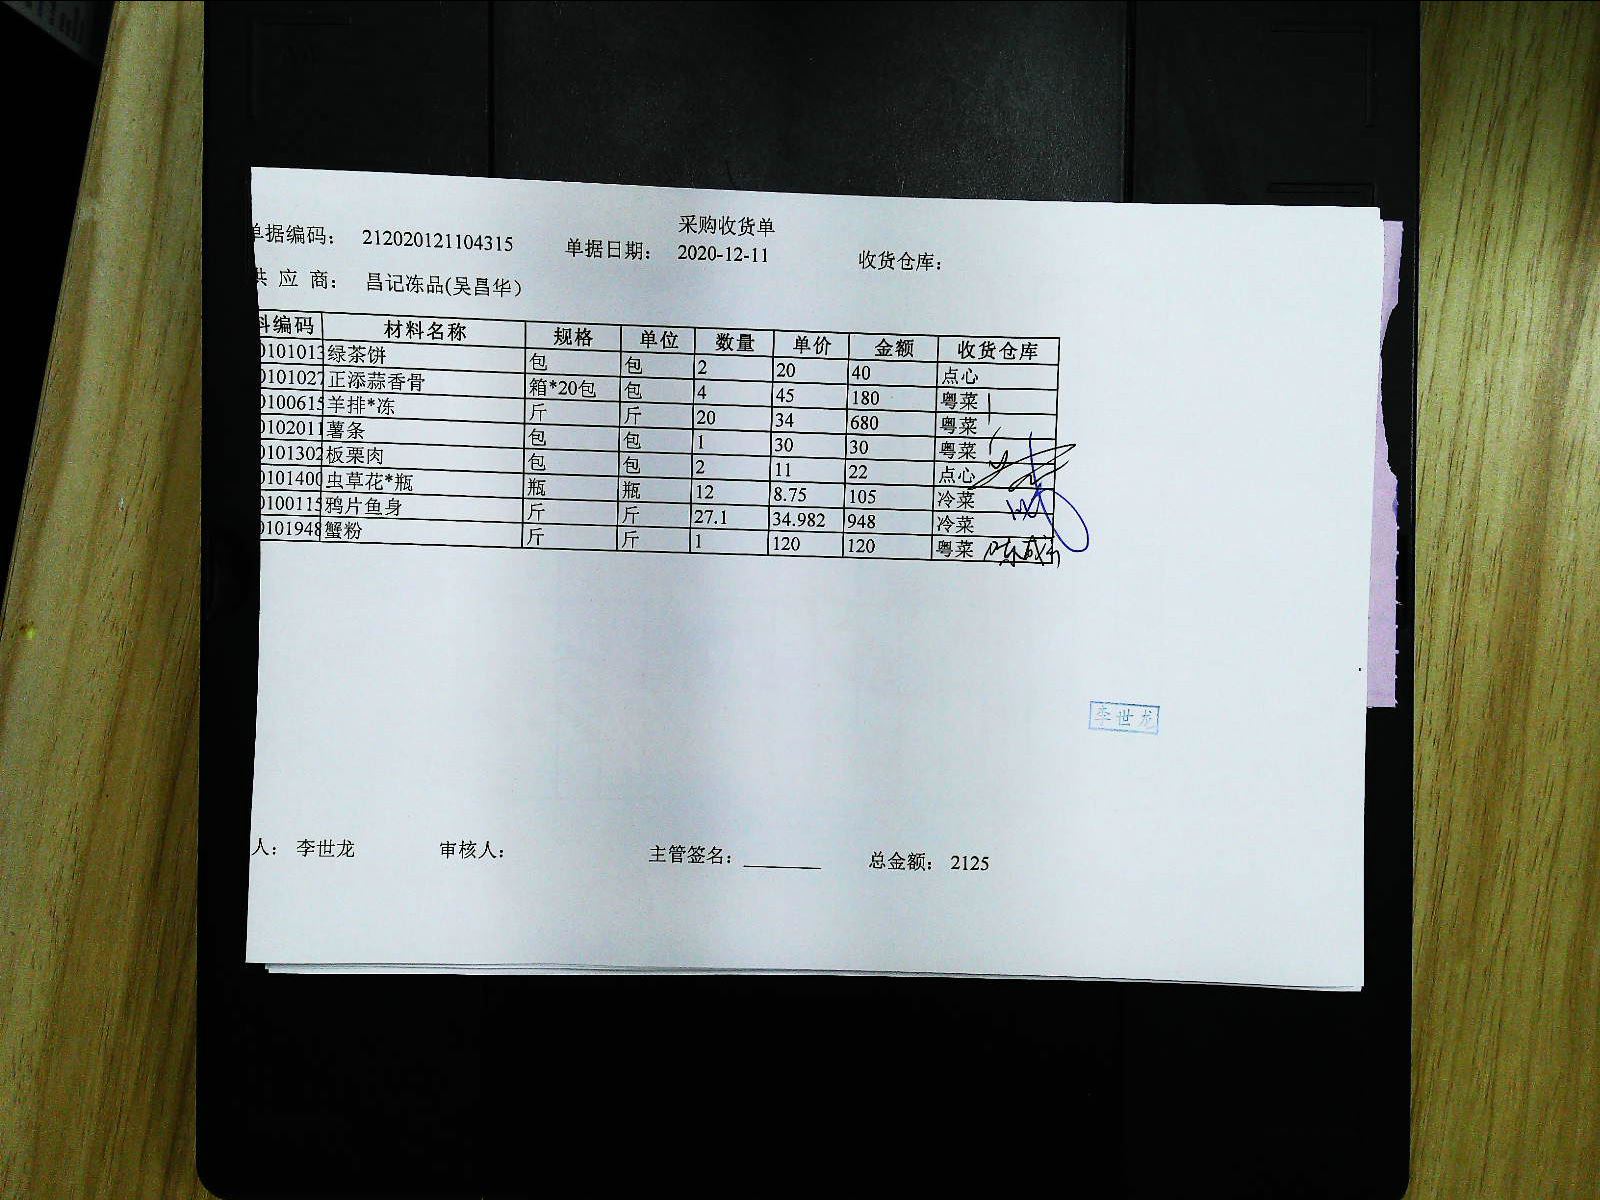 采购收货单
单据编码： 212020121104315 单据日期： 2020-12-11 收货仓库：
供 应 商： 昌记冻品(吴昌华）
料编码 材料名称 规格 单位 数量 单价 金额 收货仓库
0101013 绿茶饼 包 包 2 20 40 点心
0101027 正添蒜香骨 箱*20包 包 4 45 180 粤菜
0100615 羊排*冻 斤 斤 20 34 680 粤菜
0102011 薯条 包 包 1 30 30 粤菜
0101302 板栗肉 包 包 2 11 22 点心
0101400 虫草花*瓶 瓶 瓶 12 8.75 105 冷菜
0100115 鸦片鱼身 斤 斤 27.1 34.982 948 冷菜
0101948 蟹粉 斤 斤 1 120 120 粤菜
李世龙
人： 李世龙 审核人： 主管签名： 总金额： 2125